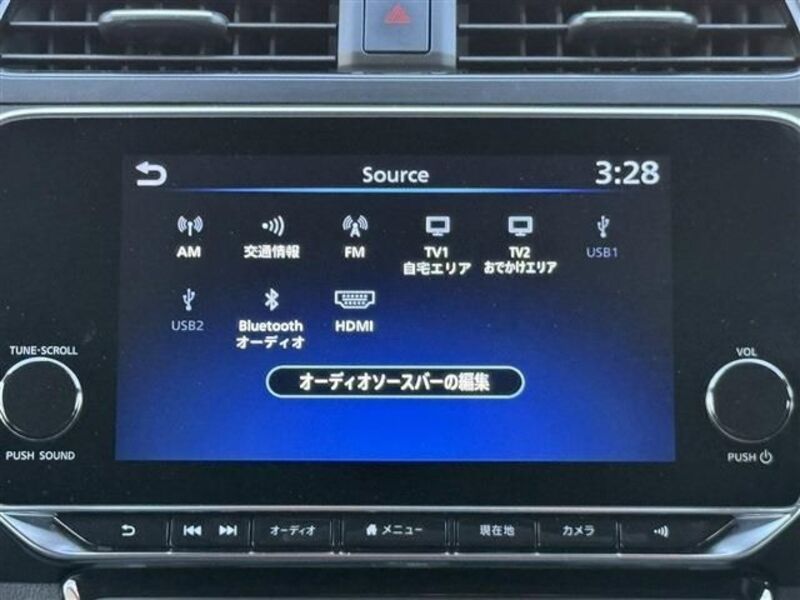 Source
3:28
AM
交通情報
FM
TV1
自宅エリア
TV2
おでかけエリア
USB1
USB2
Bluetooth
オーディオ
HDMI
オーディオソースバーの編集
TUNE·SCROLL
PUSH SOUND
VOL
PUSH
オーディオ
メニュー
現在地
カメラ